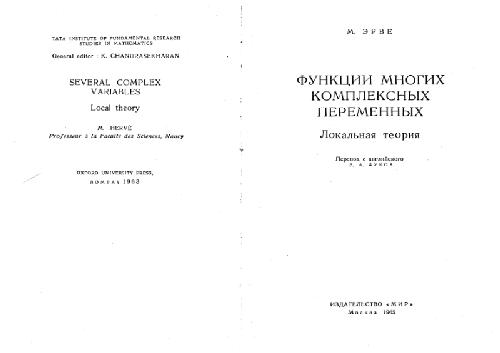 TATA INSTITUTE OF FUNDAMENTAL RESEARCH
STUDIES IN MATHEMATICS
General editor : K. CHANDRASEKHARAN
SEVERAL COMPLEX
VARIABLES
Local theory
M. HERVÉ
Professeur à la Faculté des Sciences, Nancy
OXFORD UNIVERSITY PRESS,
BOMBAY 1963
М. ЭРВЕ
ФУНКЦИИ МНОГИХ
КОМПЛЕКСНЫХ
ПЕРЕМЕННЫХ
Локальная теория
Перевод с английского
ИЗДАТЕЛЬСТВО «МИР»
Москва 1965